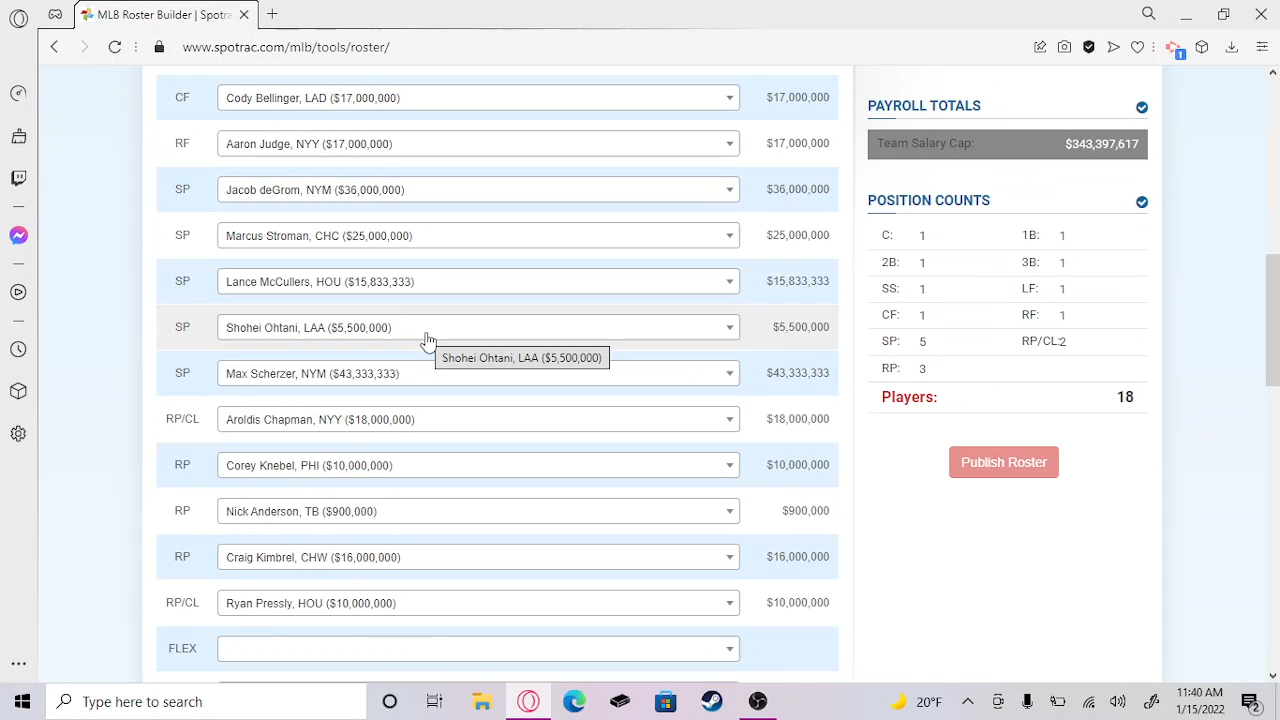 MLB Roster Builder | Spotra
www.spotrac.com/mlb/tools/roster/
1
CF Cody Bellinger, LAD ($17,000,000) $17,000,000
RF Aaron Judge, NYY ($17,000,000) $17,000,000
SP Jacob deGrom, NYM ($36,000,000) $36,000,000
SP Marcus Stroman, CHC ($25,000,000) $25,000,000
SP Lance McCullers, HOU ($15,833,333) $15,833,333
SP Shohei Ohtani, LAA ($5,500,000) $5,500,000
Shohei Ohtani, LAA ($5,500,000)
SP Max Scherzer, NYM ($43,333,333) $43,333,333
RP/CL Aroldis Chapman, NYY ($18,000,000) $18,000,000
RP Corey Knebel, PHI ($10,000,000) $10,000,000
RP Nick Anderson, TB ($900,000) $900,000
RP Craig Kimbrel, CHW ($16,000,000) $16,000,000
RP/CL Ryan Pressly, HOU ($10,000,000) $10,000,000
FLEX
PAYROLL TOTALS
Team Salary Cap: $343,397,617
POSITION COUNTS
C: 1 1B: 1
2B: 1 3B: 1
SS: 1 LF: 1
CF: 1 RF: 1
SP: 5 RP/CL: 2
RP: 3
Players: 18
Publish Roster
Type here to search
20°F
11:40 AM
1/15/2022
2